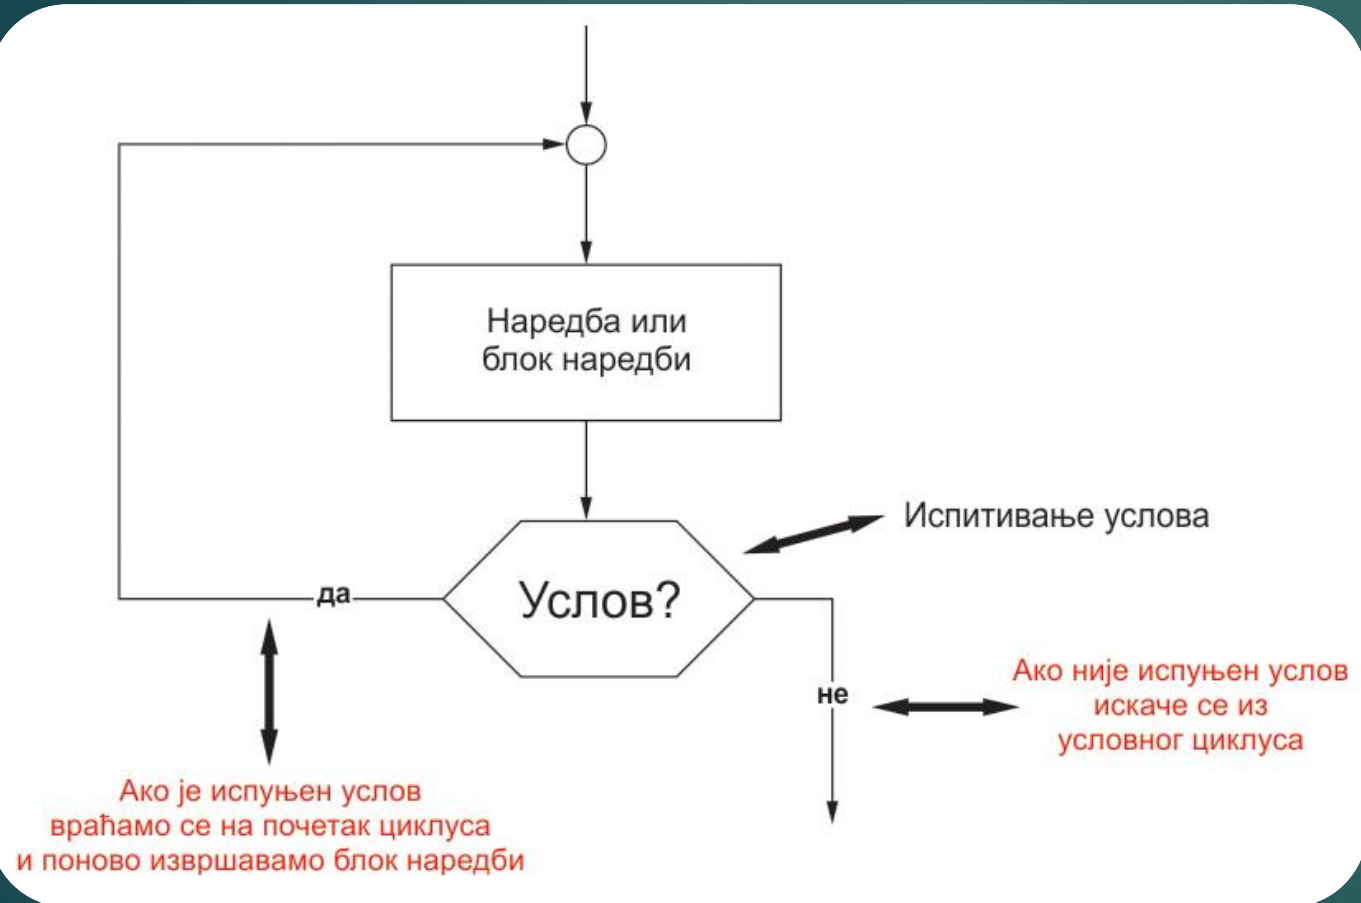 Наредба или
блок наредби
Испитивање услова
да
Услов?
не
Ако није испуњен услов
искаче се из
условног циклуса
Ако је испуњен услов
враћамо се на почетак циклуса
и поново извршавамо блок наредби